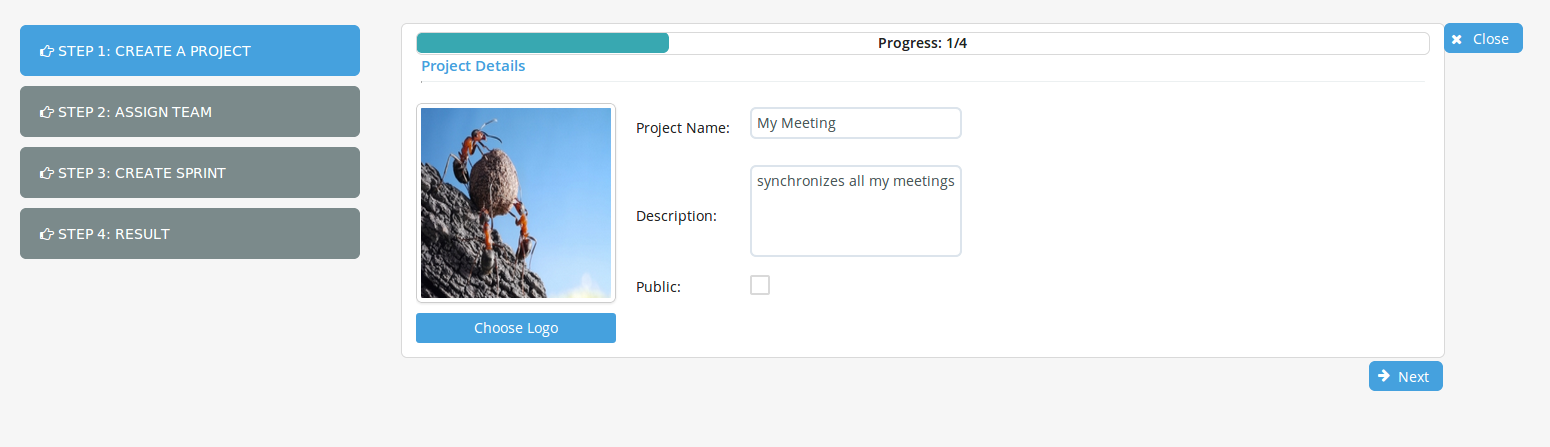 STEP 1: CREATE A PROJECT
STEP 2: ASSIGN TEAM
STEP 3: CREATE SPRINT
STEP 4: RESULT
Progress: 1/4
Close
Project Details
Project Name:
My Meeting
Description:
synchronizes all my meetings
Public:
Choose Logo
Next